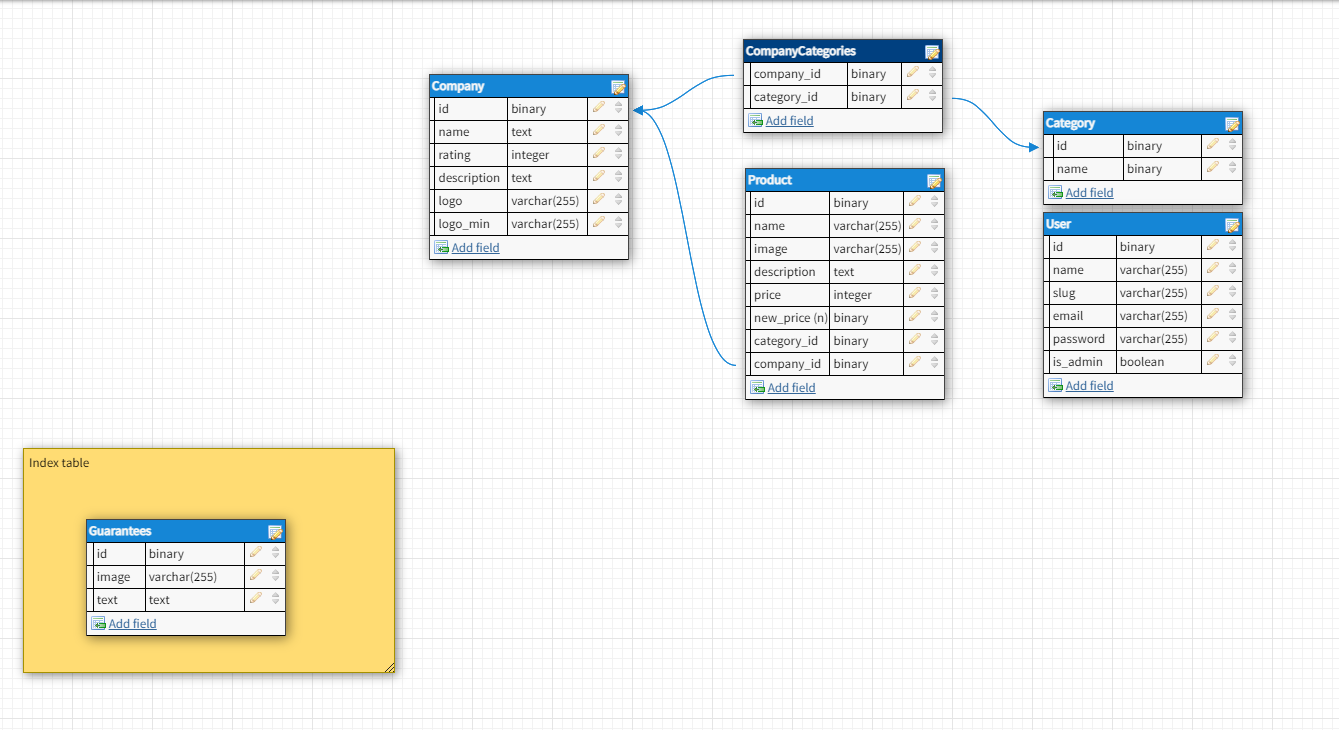 CompanyCategories
company_id binary
category_id binary
Add field
Company
id binary
name text
rating integer
description text
logo varchar(255)
logo_min varchar(255)
Add field
Category
id binary
name binary
Add field
Product
id binary
name varchar(255)
image varchar(255)
description text
price integer
new_price (n) binary
category_id binary
company_id binary
Add field
User
id binary
name varchar(255)
slug varchar(255)
email varchar(255)
password varchar(255)
is_admin boolean
Add field
Index table
Guarantees
id binary
image varchar(255)
text text
Add field